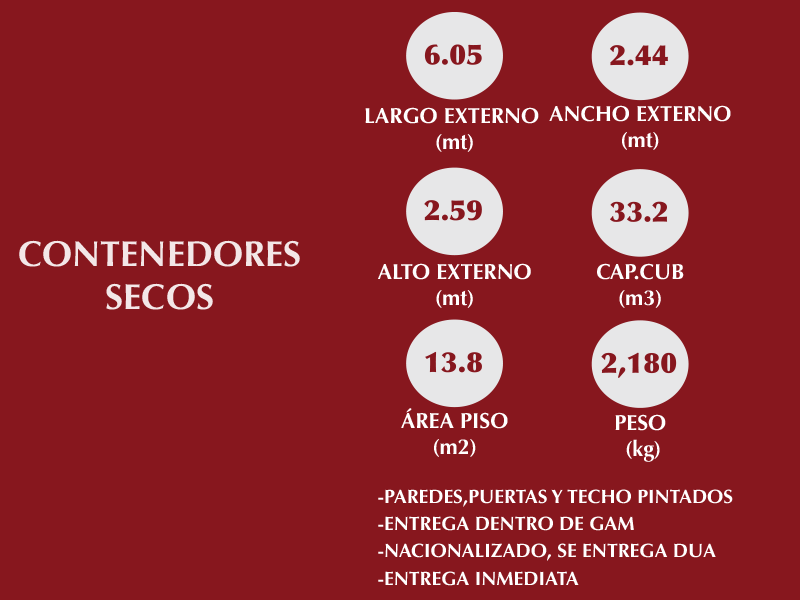 CONTENEDORES
SECOS
6.05
LARGO EXTERNO
(mt)
2.44
ANCHO EXTERNO
(mt)
2.59
ALTO EXTERNO
(mt)
33.2
CAP.CUB
(m3)
13.8
ÁREA PISO
(m2)
2,180
PESO
(kg)
-PAREDES,PUERTAS Y TECHO PINTADOS
-ENTREGA DENTRO DE GAM
-NACIONALIZADO, SE ENTREGA DUA
-ENTREGA INMEDIATA